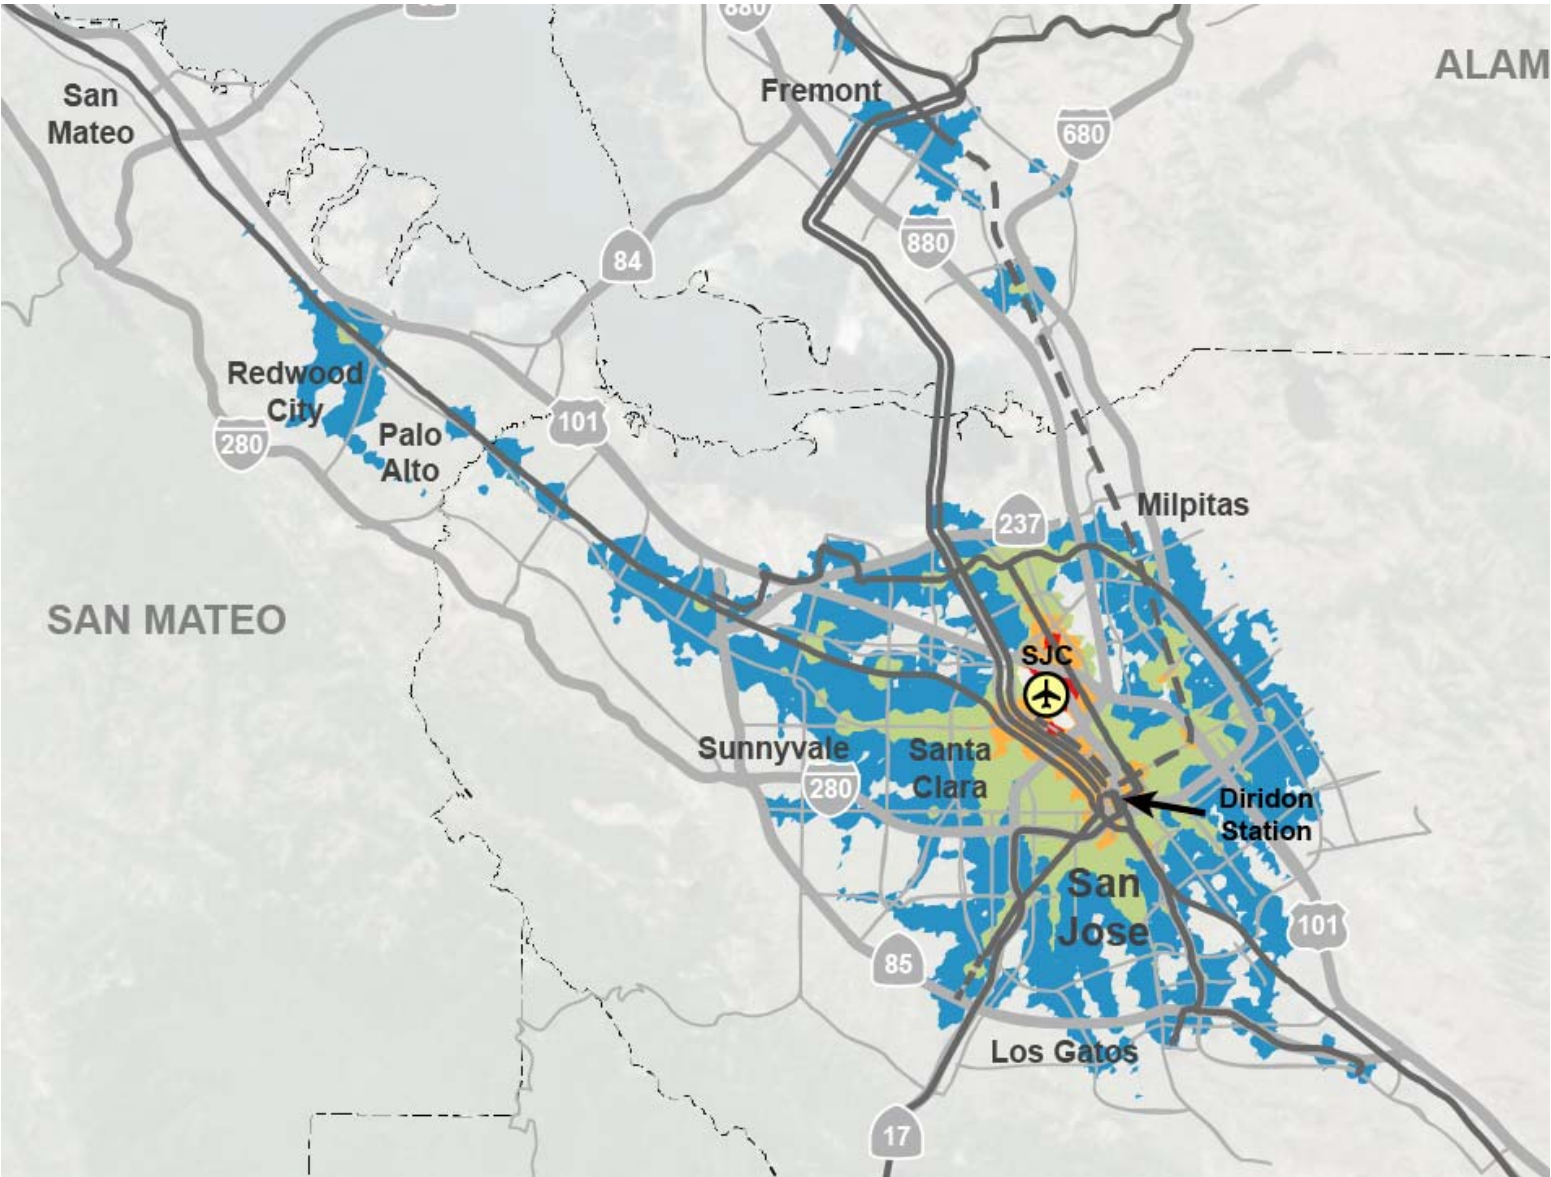 880
ALAM
San
Mateo
Fremont
680
880
84
Redwood
City
101
Palo
Alto
280
237
Milpitas
SAN MATEO
SJC
Sunnyvale
Santa
Clara
280
Diridon
Station
San
Jose
101
85
Los Gatos
17